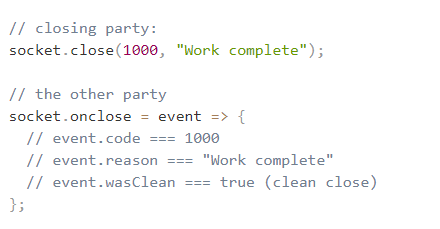 // closing party:
socket.close(1000, "Work complete");

// the other party
socket.onclose = event => {
  // event.code === 1000
  // event.reason === "Work complete"
  // event.wasClean === true (clean close)
};